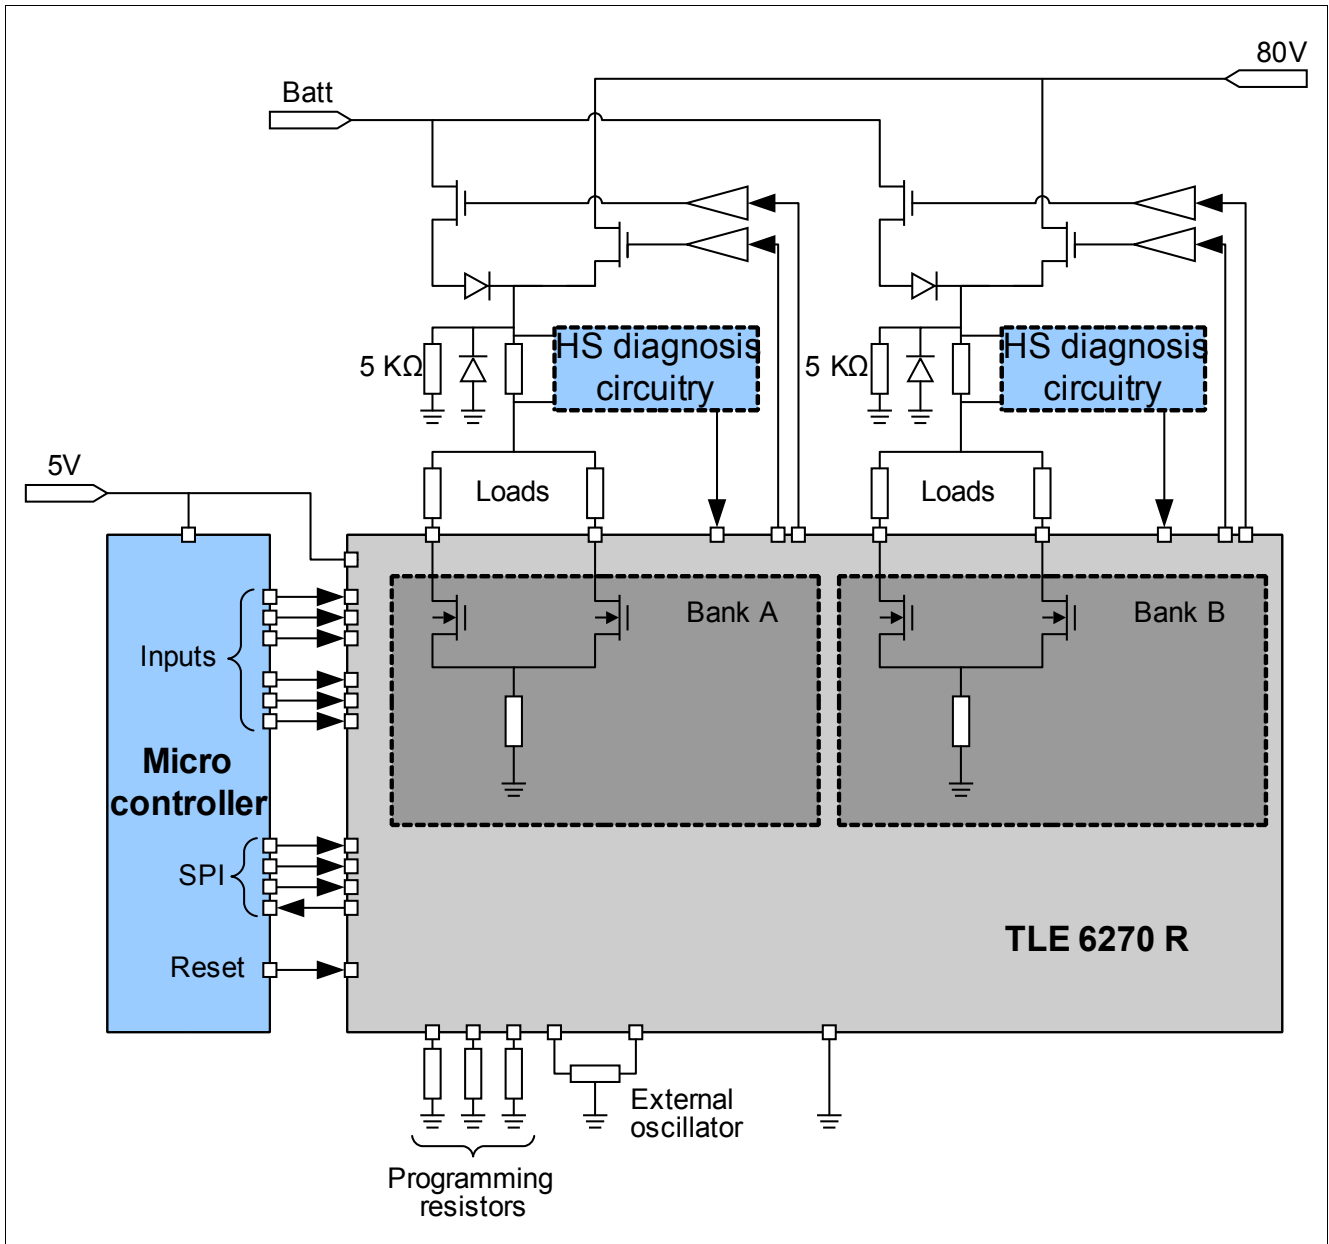 80V
Batt
HS diagnosis
circuitry
5 KΩ
HS diagnosis
circuitry
5 KΩ
5V
Loads
Loads
Bank A
Bank B
Inputs
Micro
controller
SPI
TLE 6270 R
Reset
External
oscillator
Programming
resistors